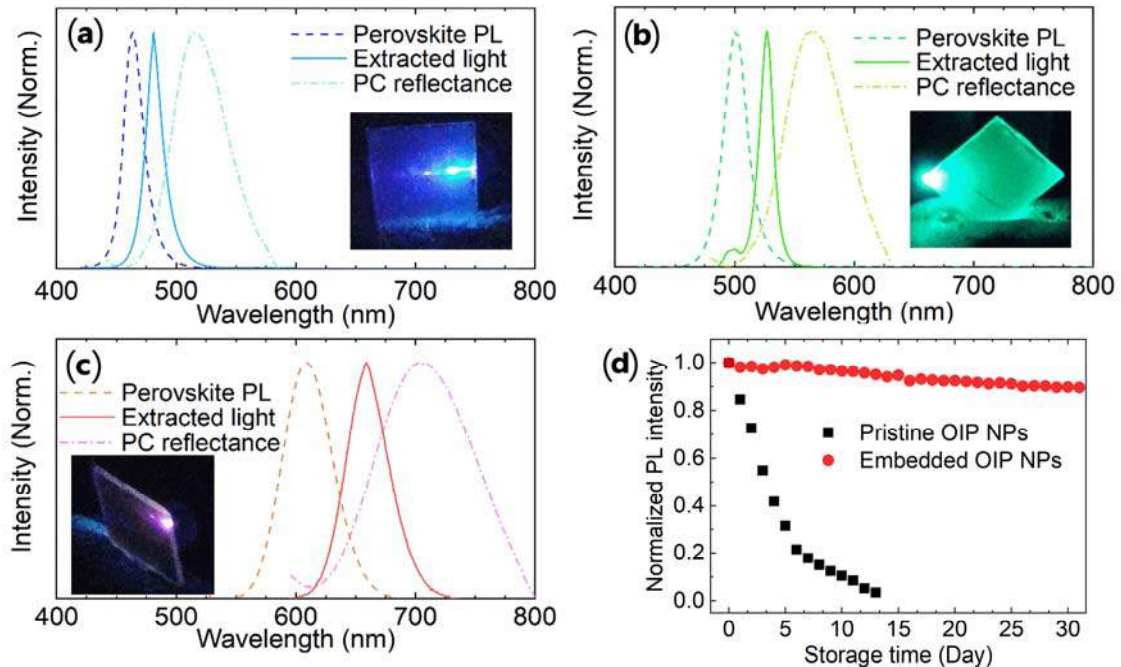 (a)
Perovskite PL
Extracted light
PC reflectance
Intensity (Norm.)
400 500 600 700 800
Wavelength (nm)
(b)
Perovskite PL
Extracted light
PC reflectance
Intensity (Norm.)
400 500 600 700 800
Wavelength (nm)
(c)
Perovskite PL
Extracted light
PC reflectance
Intensity (Norm.)
400 500 600 700 800
Wavelength (nm)
(d)
Normalized PL intensity
1.0
0.8
0.6
0.4
0.2
0.0
Pristine OIP NPs
Embedded OIP NPs
0 5 10 15 20 25 30
Storage time (Day)